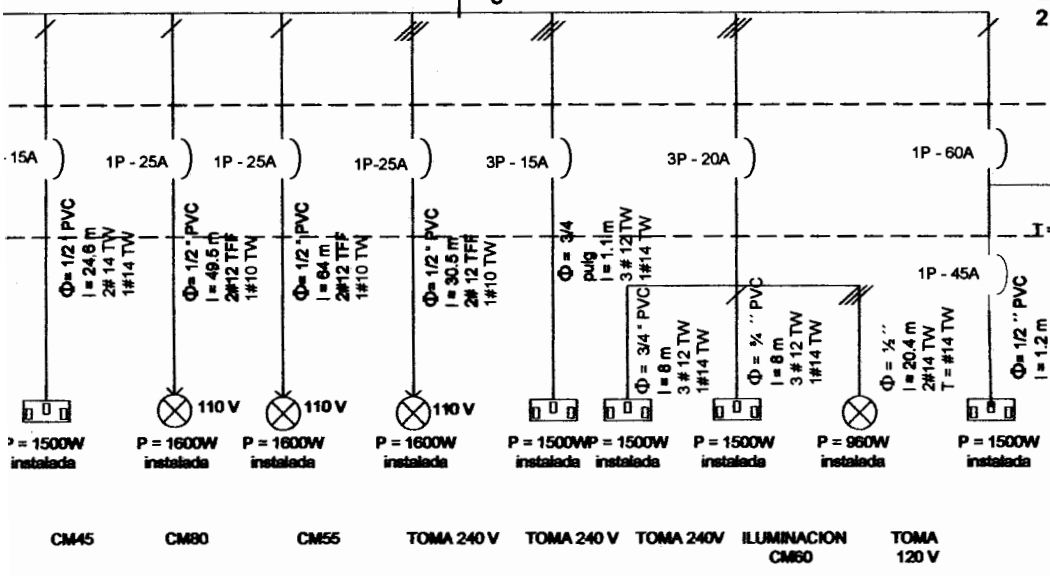 2
- 15A
1P - 25A
1P - 25A
1P-25A
3P - 15A
3P - 20A
1P - 60A
Φ= 1/2 " PVC
l = 24.6 m
2# 14 TW
1#14 TW
Φ= 1/2 " PVC
l = 49.5 m
2#12 TFF
1#10 TW
Φ= 1/2 " PVC
l = 64 m
2#12 TFF
1#10 TW
Φ= 1/2 " PVC
l = 30.5 m
2# 12 TFF
1#10 TW
Φ = 3/4
pulg
l = 1.1m
3 # 12 TW
1#14 TW
1P - 45A
Φ = 3/4 " PVC
l = 8 m
3 # 12 TW
1#14 TW
Φ = ¾ ´´ PVC
l = 8 m
3 # 12 TW
1#14 TW
Φ = ½ ´´
l = 20.4 m
2#14 TW
T = #14 TW
Φ = 1/2 ´´ PVC
l = 1.2 m
110 V
110 V
110 V
P = 1500W
instalada
P = 1600W
instalada
P = 1600W
instalada
P = 1600W
instalada
P = 1500W
instalada
P = 1500W
instalada
P = 1500W
instalada
P = 960W
instalada
P = 1500W
instalada
CM45
CM80
CM55
TOMA 240 V
TOMA 240 V
TOMA 240V
ILUMINACION
CM60
TOMA
120 V